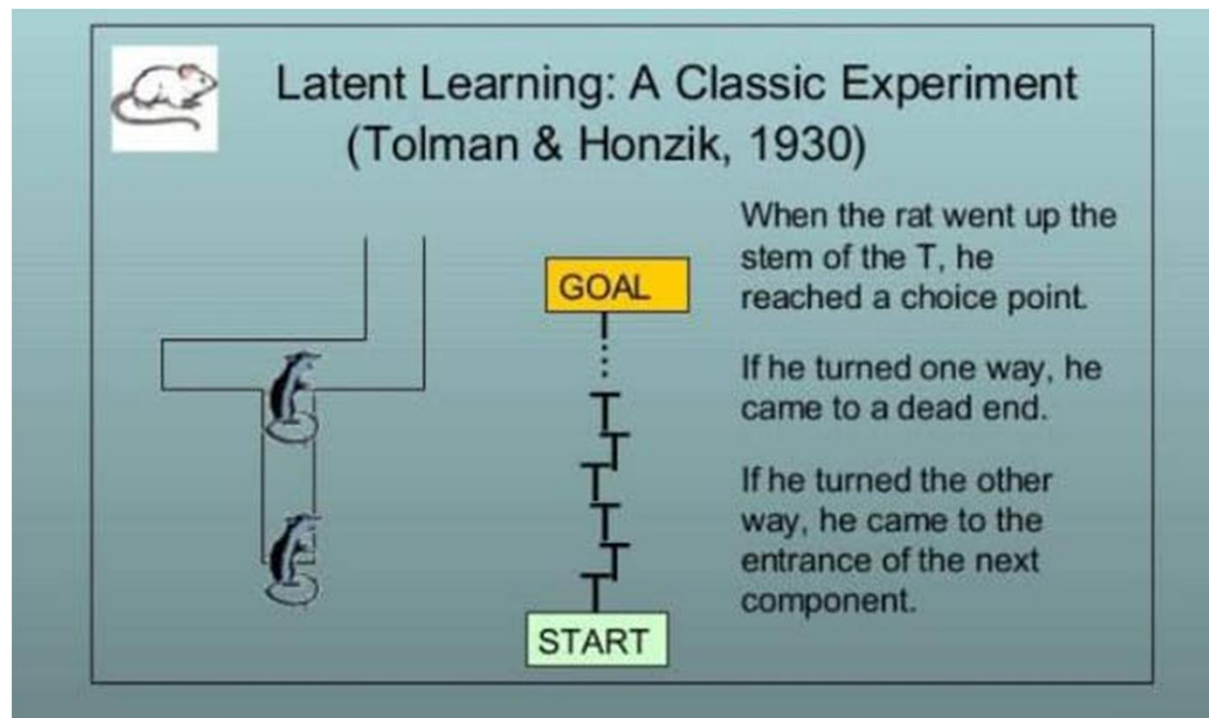 Latent Learning: A Classic Experiment
(Tolman & Honzik, 1930)
GOAL
START
When the rat went up the
stem of the T, he
reached a choice point.
If he turned one way, he
came to a dead end.
If he turned the other
way, he came to the
entrance of the next
component.